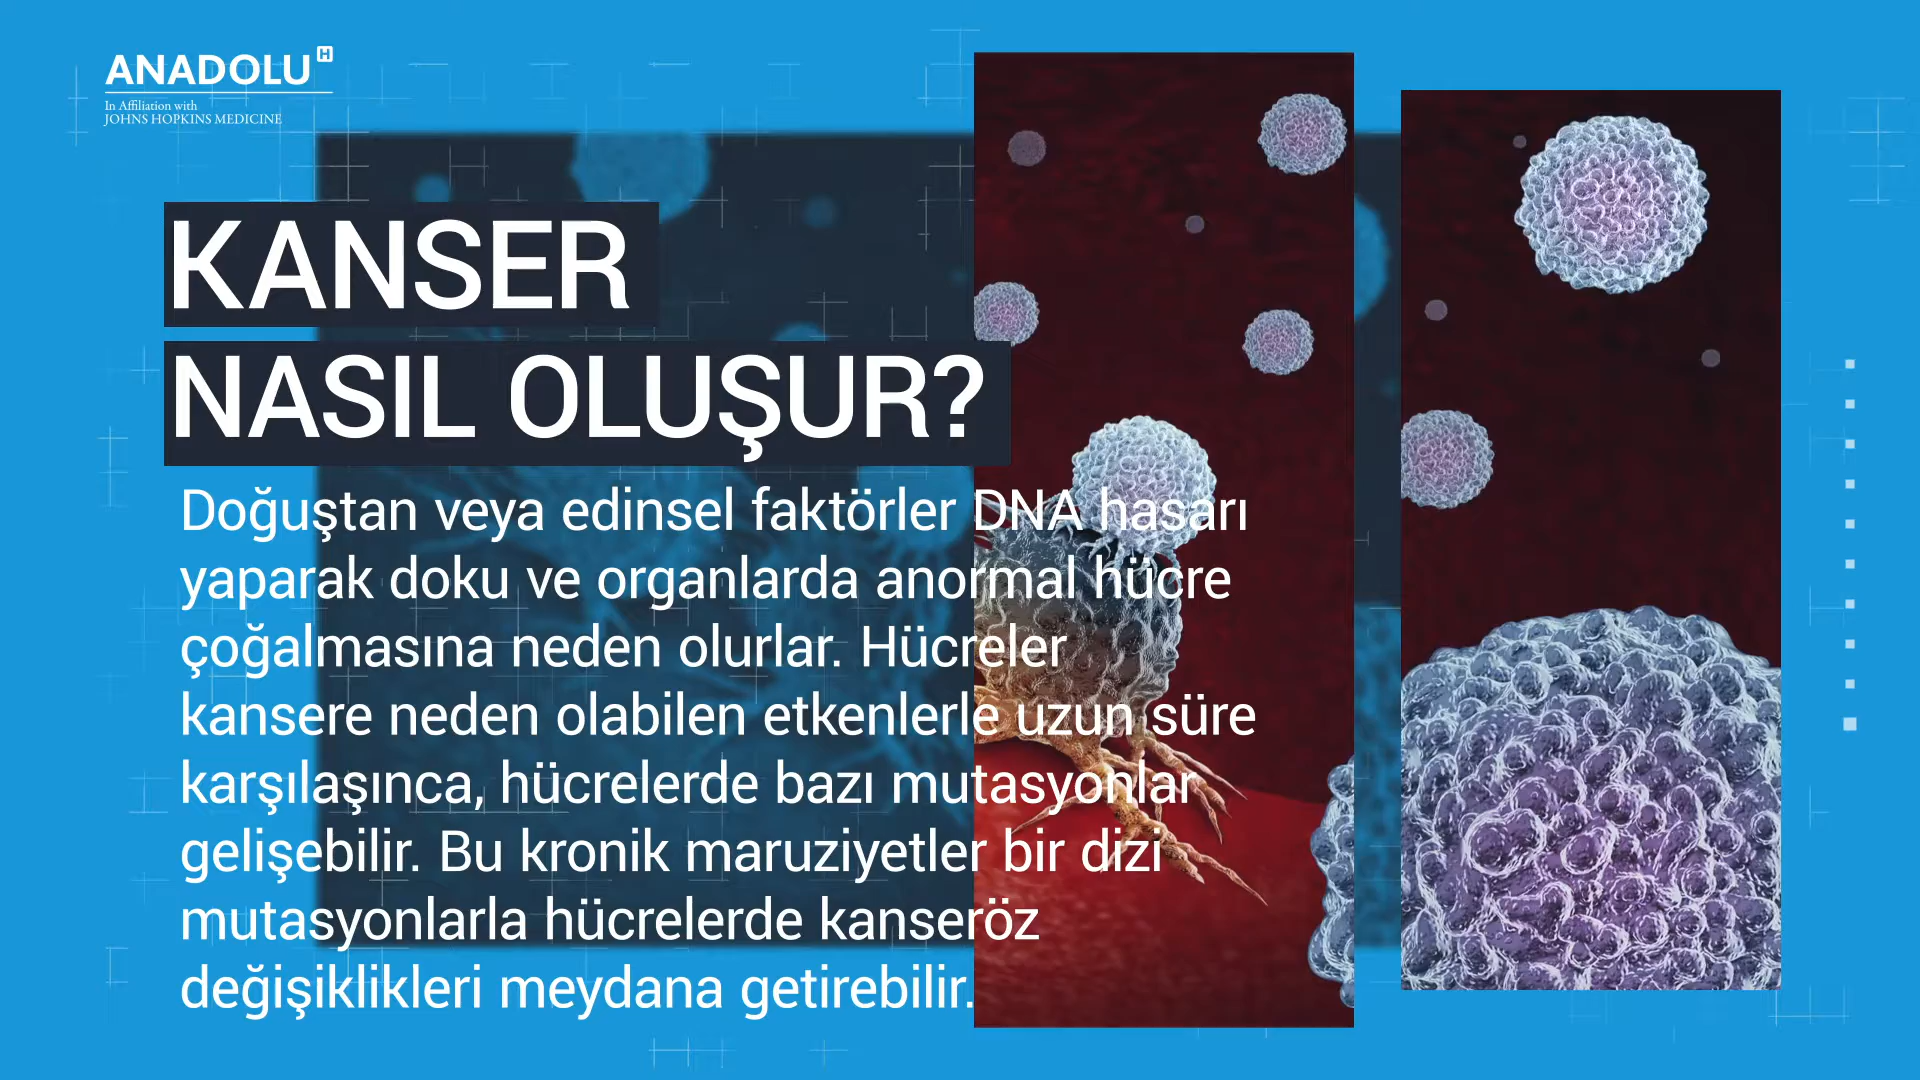 ANADOLU H
In Affiliation with
JOHNS HOPKINS MEDICINE
KANSER
NASIL OLUŞUR?
Doğuştan veya edinsel faktörler DNA hasarı
yaparak doku ve organlarda anormal hücre
çoğalmasına neden olurlar. Hücreler
kansere neden olabilen etkenlerle uzun süre
karşılaşınca, hücrelerde bazı mutasyonlar
gelişebilir. Bu kronik maruziyetler bir dizi
mutasyonlarla hücrelerde kanseröz
değişiklikleri meydana getirebilir.